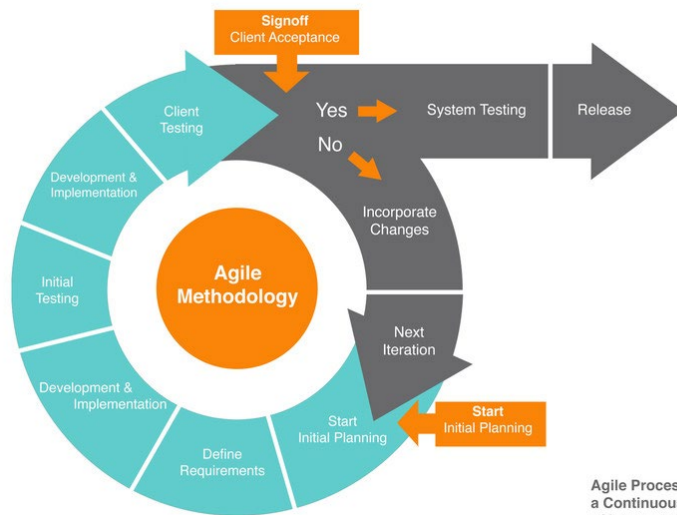 Signoff
Client Acceptance
Client
Testing
Yes
No
System Testing
Release
Development &
Implementation
Incorporate
Changes
Initial
Testing
Agile
Methodology
Next
Iteration
Development &
Implementation
Start
Initial Planning
Start
Initial Planning
Define
Requirements
Agile Proces
a Continuou